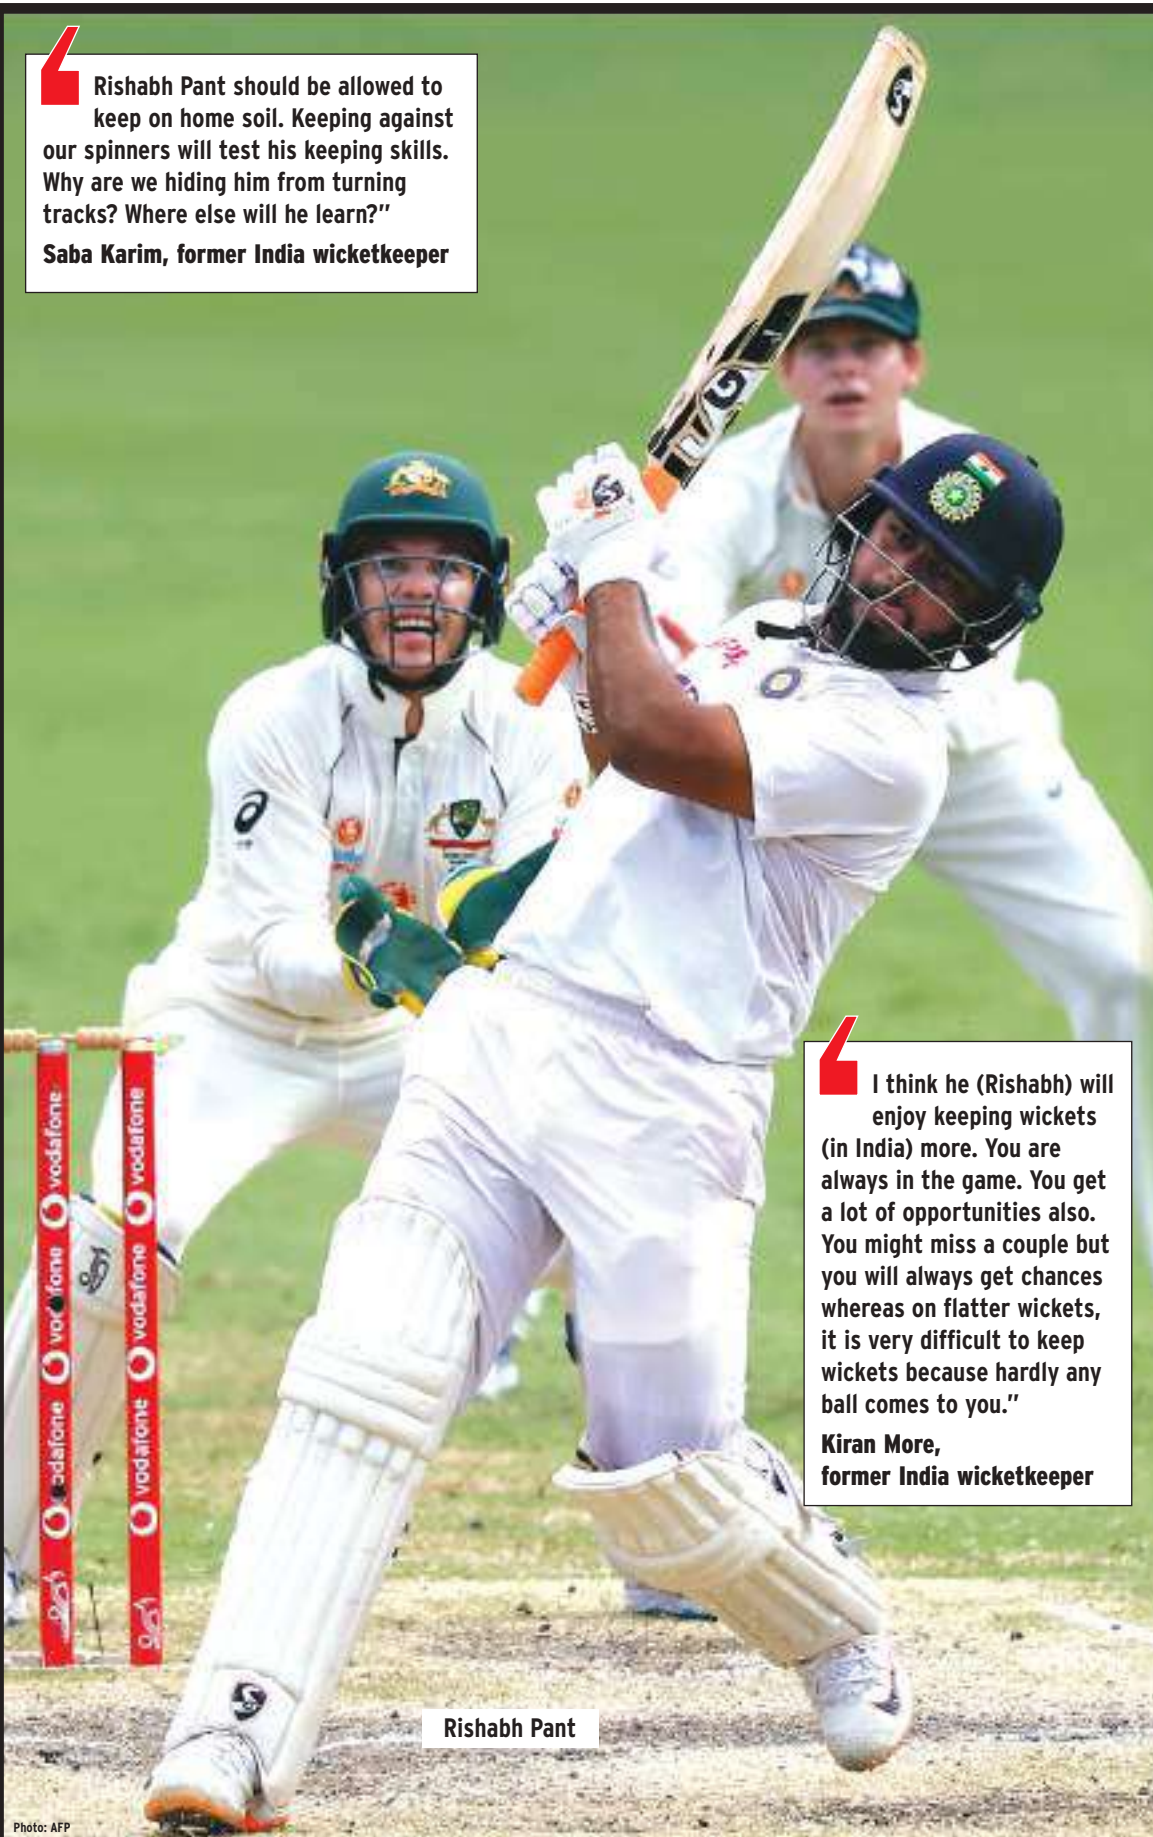 Rishabh Pant should be allowed to
keep on home soil. Keeping against
our spinners will test his keeping skills.
Why are we hiding him from turning
tracks? Where else will he learn?”
Saba Karim, former India wicketkeeper
I think he (Rishabh) will
enjoy keeping wickets
(in India) more. You are
always in the game. You get
a lot of opportunities also.
You might miss a couple but
you will always get chances
whereas on flatter wickets,
it is very difficult to keep
wickets because hardly any
ball comes to you.”
Kiran More,
former India wicketkeeper
vodafone
vodafone
vodafone
vodafone
vodafone
vodafone
SG
Rishabh Pant
Photo: AFP